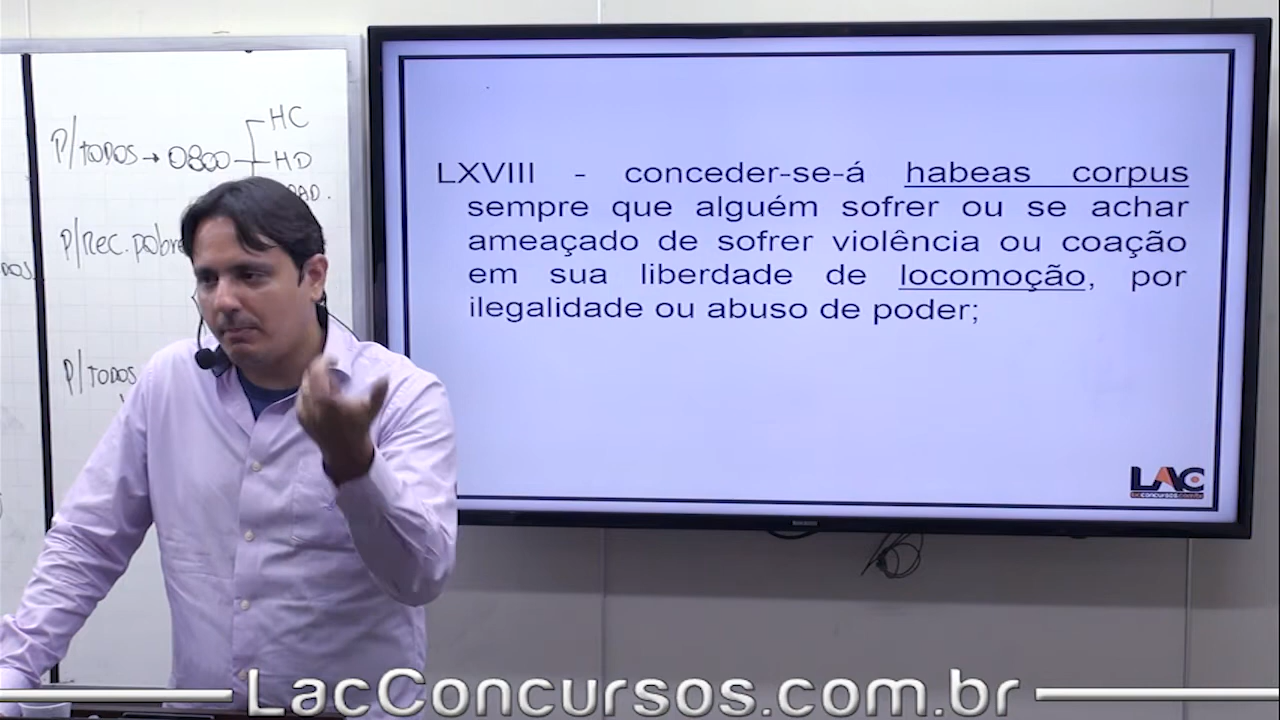 P/TODOS → 0800
HC
HD
P/Rec. pobre
P/TODOS
LXVIII - conceder-se-á habeas corpus
sempre que alguém sofrer ou se achar
ameaçado de sofrer violência ou coação
em sua liberdade de locomoção, por
ilegalidade ou abuso de poder;
LAC
LacConcursos.com.br